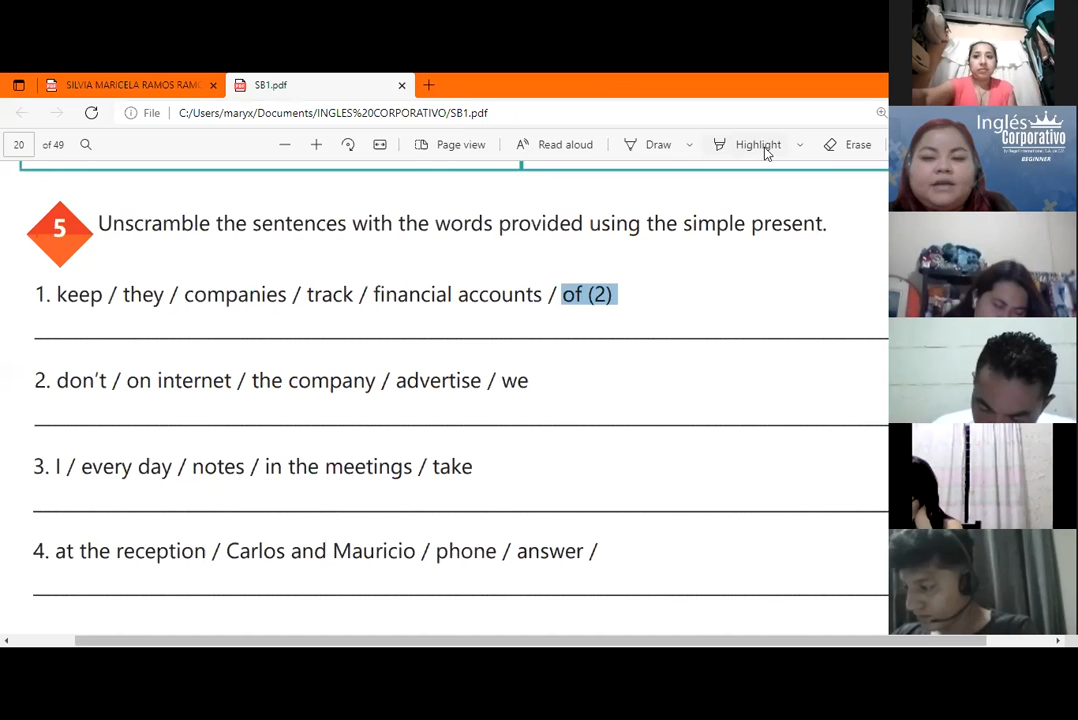 SILVIA MARICELA RAMOS RAMO
SB1.pdf
File C:/Users/maryx/Documents/INGLES%20CORPORATIVO/SB1.pdf
20 of 49 Page view Read aloud Draw Highlight Erase
5 Unscramble the sentences with the words provided using the simple present.
1. keep / they / companies / track / financial accounts / of (2)
2. don't / on internet / the company / advertise / we
3. I / every day / notes / in the meetings / take
4. at the reception / Carlos and Mauricio / phone / answer /
Inglés
Corporativo
BEGINNER